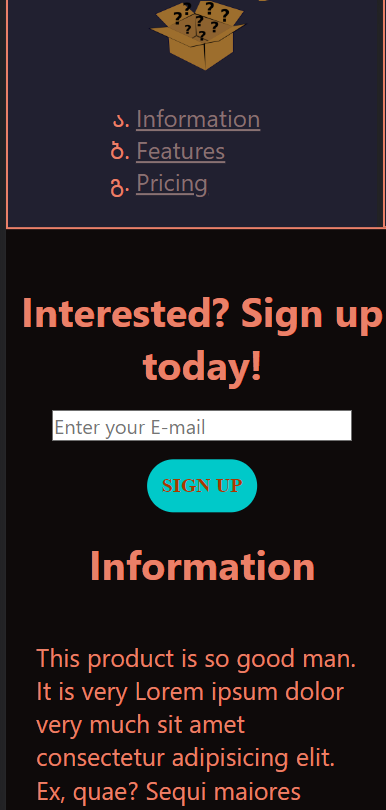 ? ? ? ?
? ? ?
? ?
ა. Information
ბ. Features
გ. Pricing
Interested? Sign up
today!
Enter your E-mail
SIGN UP
Information
This product is so good man.
It is very Lorem ipsum dolor
very much sit amet
consectetur adipisicing elit.
Ex, quae? Sequi maiores